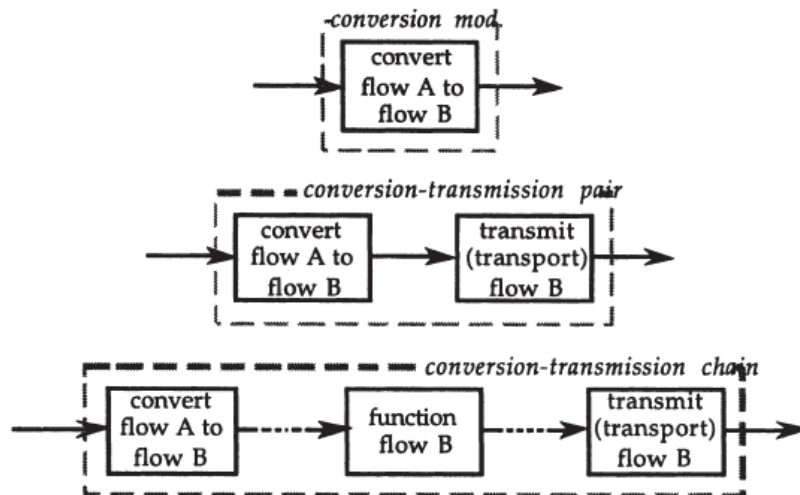 conversion mod.
convert
flow A to
flow B
conversion-transmission pair
convert
flow A to
flow B
transmit
(transport)
flow B
conversion-transmission chain
convert
flow A to
flow B
function
flow B
transmit
(transport)
flow B